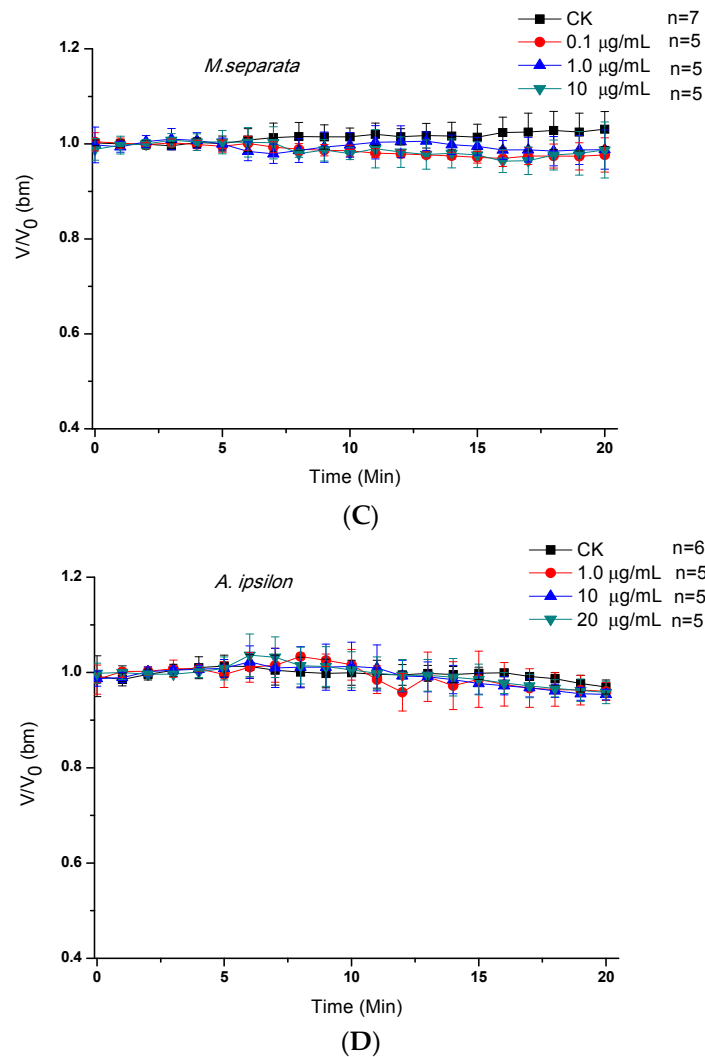 CK n=7
0.1 μg/mL n=5
1.0 μg/mL n=5
10 μg/mL n=5
M.separata
1.2
1.0
0.8
0.6
0.4
V/V0 (bm)
0 5 10 15 20
Time (Min)
(C)
CK n=6
1.0 μg/mL n=5
10 μg/mL n=5
20 μg/mL n=5
A. ipsilon
1.2
1.0
0.8
0.6
0.4
V/V0 (bm)
0 5 10 15 20
Time (Min)
(D)